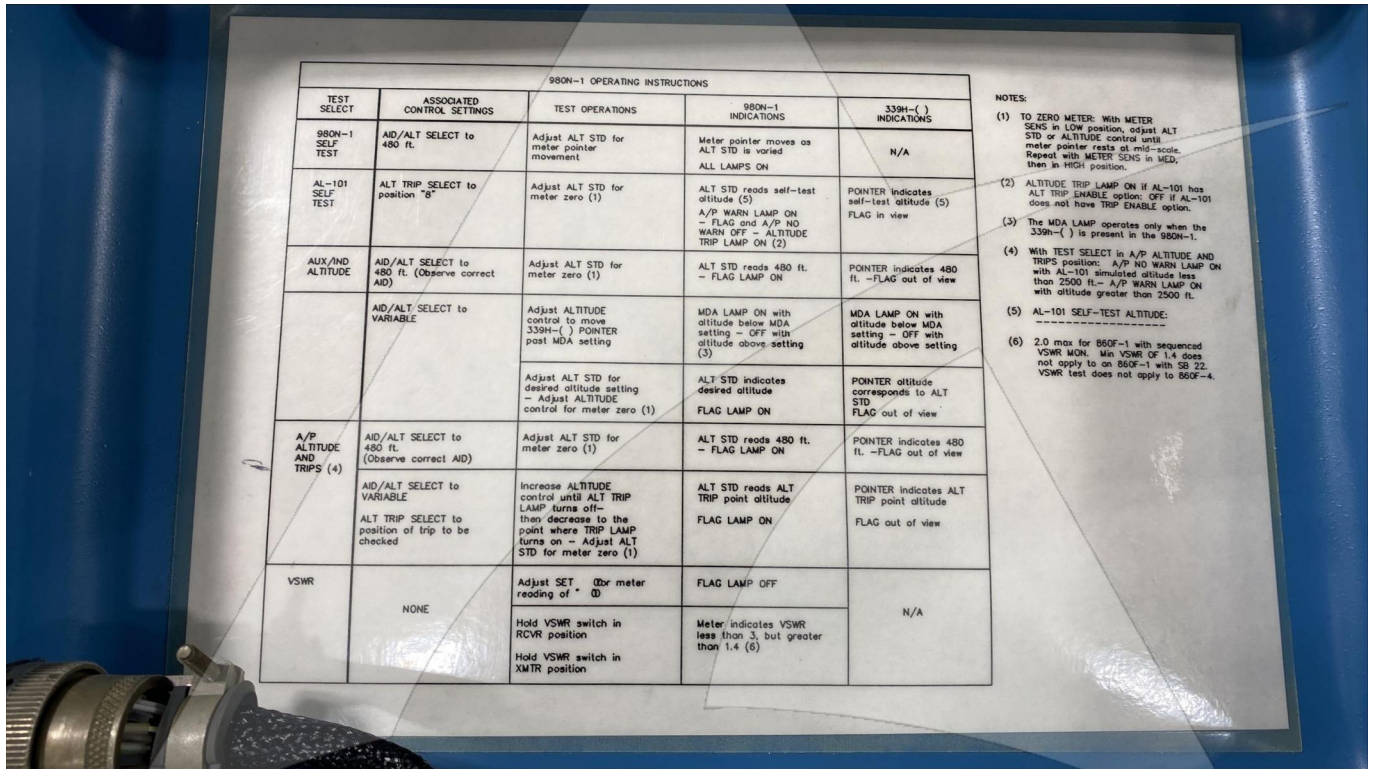 980N-1 OPERATING INSTRUCTIONS
TEST
SELECT
ASSOCIATED
CONTROL SETTINGS
TEST OPERATIONS
980N-1
INDICATIONS
339H-( )
INDICATIONS
980N-1
SELF
TEST
AID/ALT SELECT to
480 ft.
Adjust ALT STD for
meter pointer
movement
Meter pointer moves as
ALT STD is varied
ALL LAMPS ON
N/A
AL-101
SELF
TEST
ALT TRIP SELECT to
position "8"
Adjust ALT STD for
meter zero (1)
ALT STD reads self-test
altitude (5)
A/P WARN LAMP ON
- FLAG and A/P NO
WARN OFF - ALTITUDE
TRIP LAMP ON (2)
POINTER indicates
self-test altitude (5)
FLAG in view
AUX/IND
ALTITUDE
AID/ALT SELECT to
480 ft. (Observe correct
AID)
Adjust ALT STD for
meter zero (1)
ALT STD reads 480 ft.
- FLAG LAMP ON
POINTER indicates 480
ft. -FLAG out of view
AID/ALT SELECT to
VARIABLE
Adjust ALTITUDE
control to move
339H-( ) POINTER
past MDA setting
MDA LAMP ON with
altitude below MDA
setting - OFF with
altitude above setting
(3)
MDA LAMP ON with
altitude below MDA
setting - OFF with
altitude above setting
Adjust ALT STD for
desired altitude setting
- Adjust ALTITUDE
control for meter zero (1)
ALT STD indicates
desired altitude
FLAG LAMP ON
POINTER altitude
corresponds to ALT
STD
FLAG out of view
A/P
ALTITUDE
AND
TRIPS (4)
AID/ALT SELECT to
480 ft.
(Observe correct AID)
Adjust ALT STD for
meter zero (1)
ALT STD reads 480 ft.
- FLAG LAMP ON
POINTER indicates 480
ft. -FLAG out of view
AID/ALT SELECT to
VARIABLE
ALT TRIP SELECT to
position of trip to be
checked
Increase ALTITUDE
control until ALT TRIP
LAMP turns off-
then decrease to the
point where TRIP LAMP
turns on - Adjust ALT
STD for meter zero (1)
ALT STD reads ALT
TRIP point altitude
FLAG LAMP ON
POINTER indicates ALT
TRIP point altitude
FLAG out of view
VSWR
NONE
Adjust SET meter
reading of "
FLAG LAMP OFF
N/A
Hold VSWR switch in
RCVR position
Hold VSWR switch in
XMTR position
Meter indicates VSWR
less than 3, but greater
than 1.4 (6)
NOTES:
(1) TO ZERO METER: With METER
SENS in LOW position, adjust ALT
STD or ALTITUDE control until
meter pointer rests at mid-scale.
Repeat with METER SENS in MED,
then in HIGH position.
(2) ALTITUDE TRIP LAMP ON if AL-101 has
ALT TRIP ENABLE option: OFF if AL-101
does not have TRIP ENABLE option.
(3) The MDA LAMP operates only when the
339h-( ) is present in the 980N-1.
(4) With TEST SELECT in A/P ALTITUDE AND
TRIPS position: A/P NO WARN LAMP ON
with AL-101 simulated altitude less
than 2500 ft.- A/P WARN LAMP ON
with altitude greater than 2500 ft.
(5) AL-101 SELF-TEST ALTITUDE:
(6) 2.0 max for 860F-1 with sequenced
VSWR MON. Min VSWR OF 1.4 does
not apply to an 860F-1 with SB 22.
VSWR test does not apply to 860F-4.